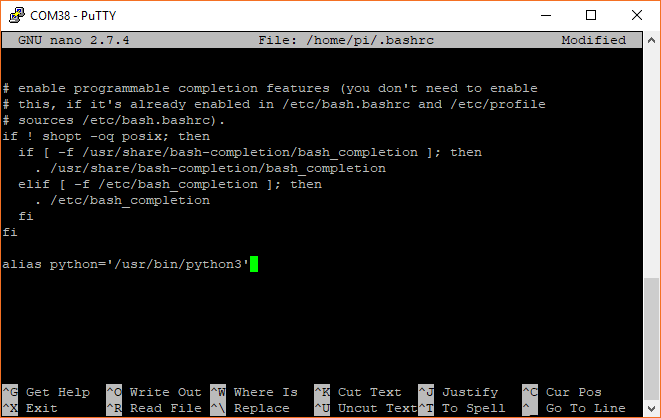 COM38 - PuTTY
GNU nano 2.7.4 File: /home/pi/.bashrc Modified
# enable programmable completion features (you don't need to enable
# this, if it's already enabled in /etc/bash.bashrc and /etc/profile
# sources /etc/bash.bashrc).
if ! shopt -oq posix; then
  if [ -f /usr/share/bash-completion/bash_completion ]; then
    . /usr/share/bash-completion/bash_completion
  elif [ -f /etc/bash_completion ]; then
    . /etc/bash_completion
  fi
fi
alias python='/usr/bin/python3'
^G Get Help ^O Write Out ^W Where Is ^K Cut Text ^J Justify ^C Cur Pos
^X Exit ^R Read File ^\ Replace ^U Uncut Text^T To Spell ^_ Go To Line